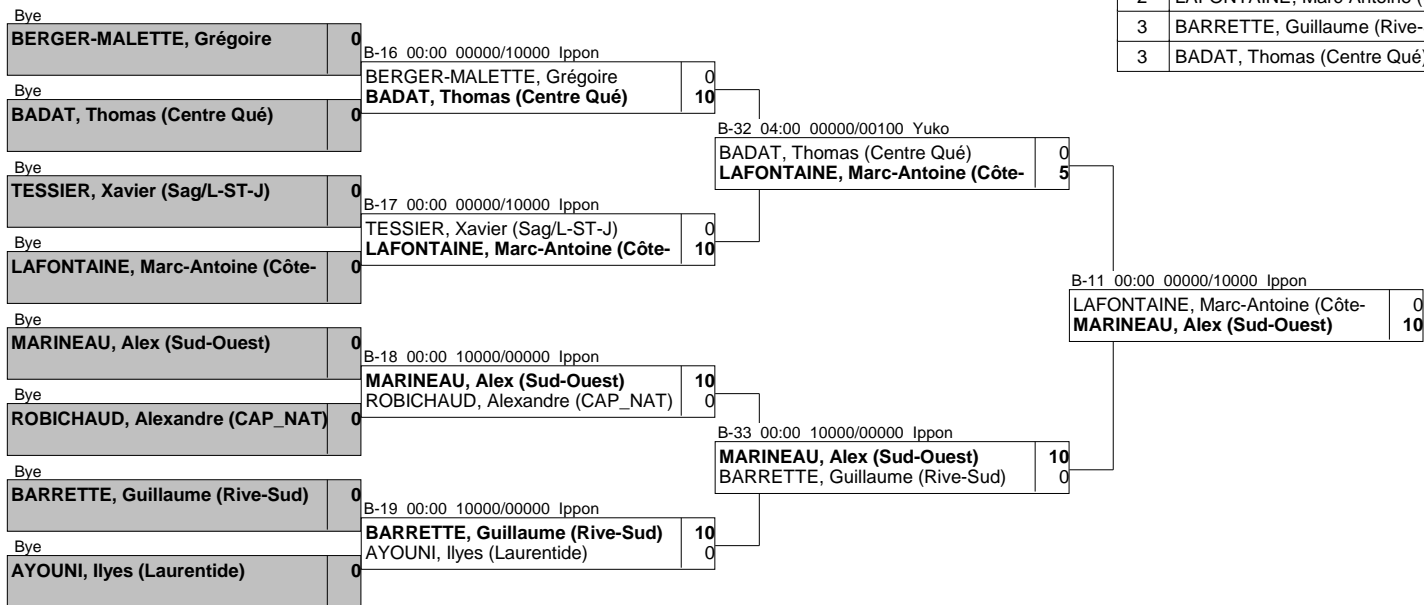 2 LAFONTAINE, Marc-Antoine (
3 BARRETTE, Guillaume (Rive-
3 BADAT, Thomas (Centre Qué)
Bye
BERGER-MALETTE, Grégoire 0
Bye
BADAT, Thomas (Centre Qué) 0
Bye
TESSIER, Xavier (Sag/L-ST-J) 0
Bye
LAFONTAINE, Marc-Antoine (Côte- 0
Bye
MARINEAU, Alex (Sud-Ouest) 0
Bye
ROBICHAUD, Alexandre (CAP_NAT) 0
Bye
BARRETTE, Guillaume (Rive-Sud) 0
Bye
AYOUNI, Ilyes (Laurentide) 0
B-16 00:00 00000/10000 Ippon
BERGER-MALETTE, Grégoire 0
BADAT, Thomas (Centre Qué) 10
B-17 00:00 00000/10000 Ippon
TESSIER, Xavier (Sag/L-ST-J) 0
LAFONTAINE, Marc-Antoine (Côte- 10
B-18 00:00 10000/00000 Ippon
MARINEAU, Alex (Sud-Ouest) 10
ROBICHAUD, Alexandre (CAP_NAT) 0
B-19 00:00 10000/00000 Ippon
BARRETTE, Guillaume (Rive-Sud) 10
AYOUNI, Ilyes (Laurentide) 0
B-32 04:00 00000/00100 Yuko
BADAT, Thomas (Centre Qué) 0
LAFONTAINE, Marc-Antoine (Côte- 5
B-33 00:00 10000/00000 Ippon
MARINEAU, Alex (Sud-Ouest) 10
BARRETTE, Guillaume (Rive-Sud) 0
B-11 00:00 00000/10000 Ippon
LAFONTAINE, Marc-Antoine (Côte- 0
MARINEAU, Alex (Sud-Ouest) 10